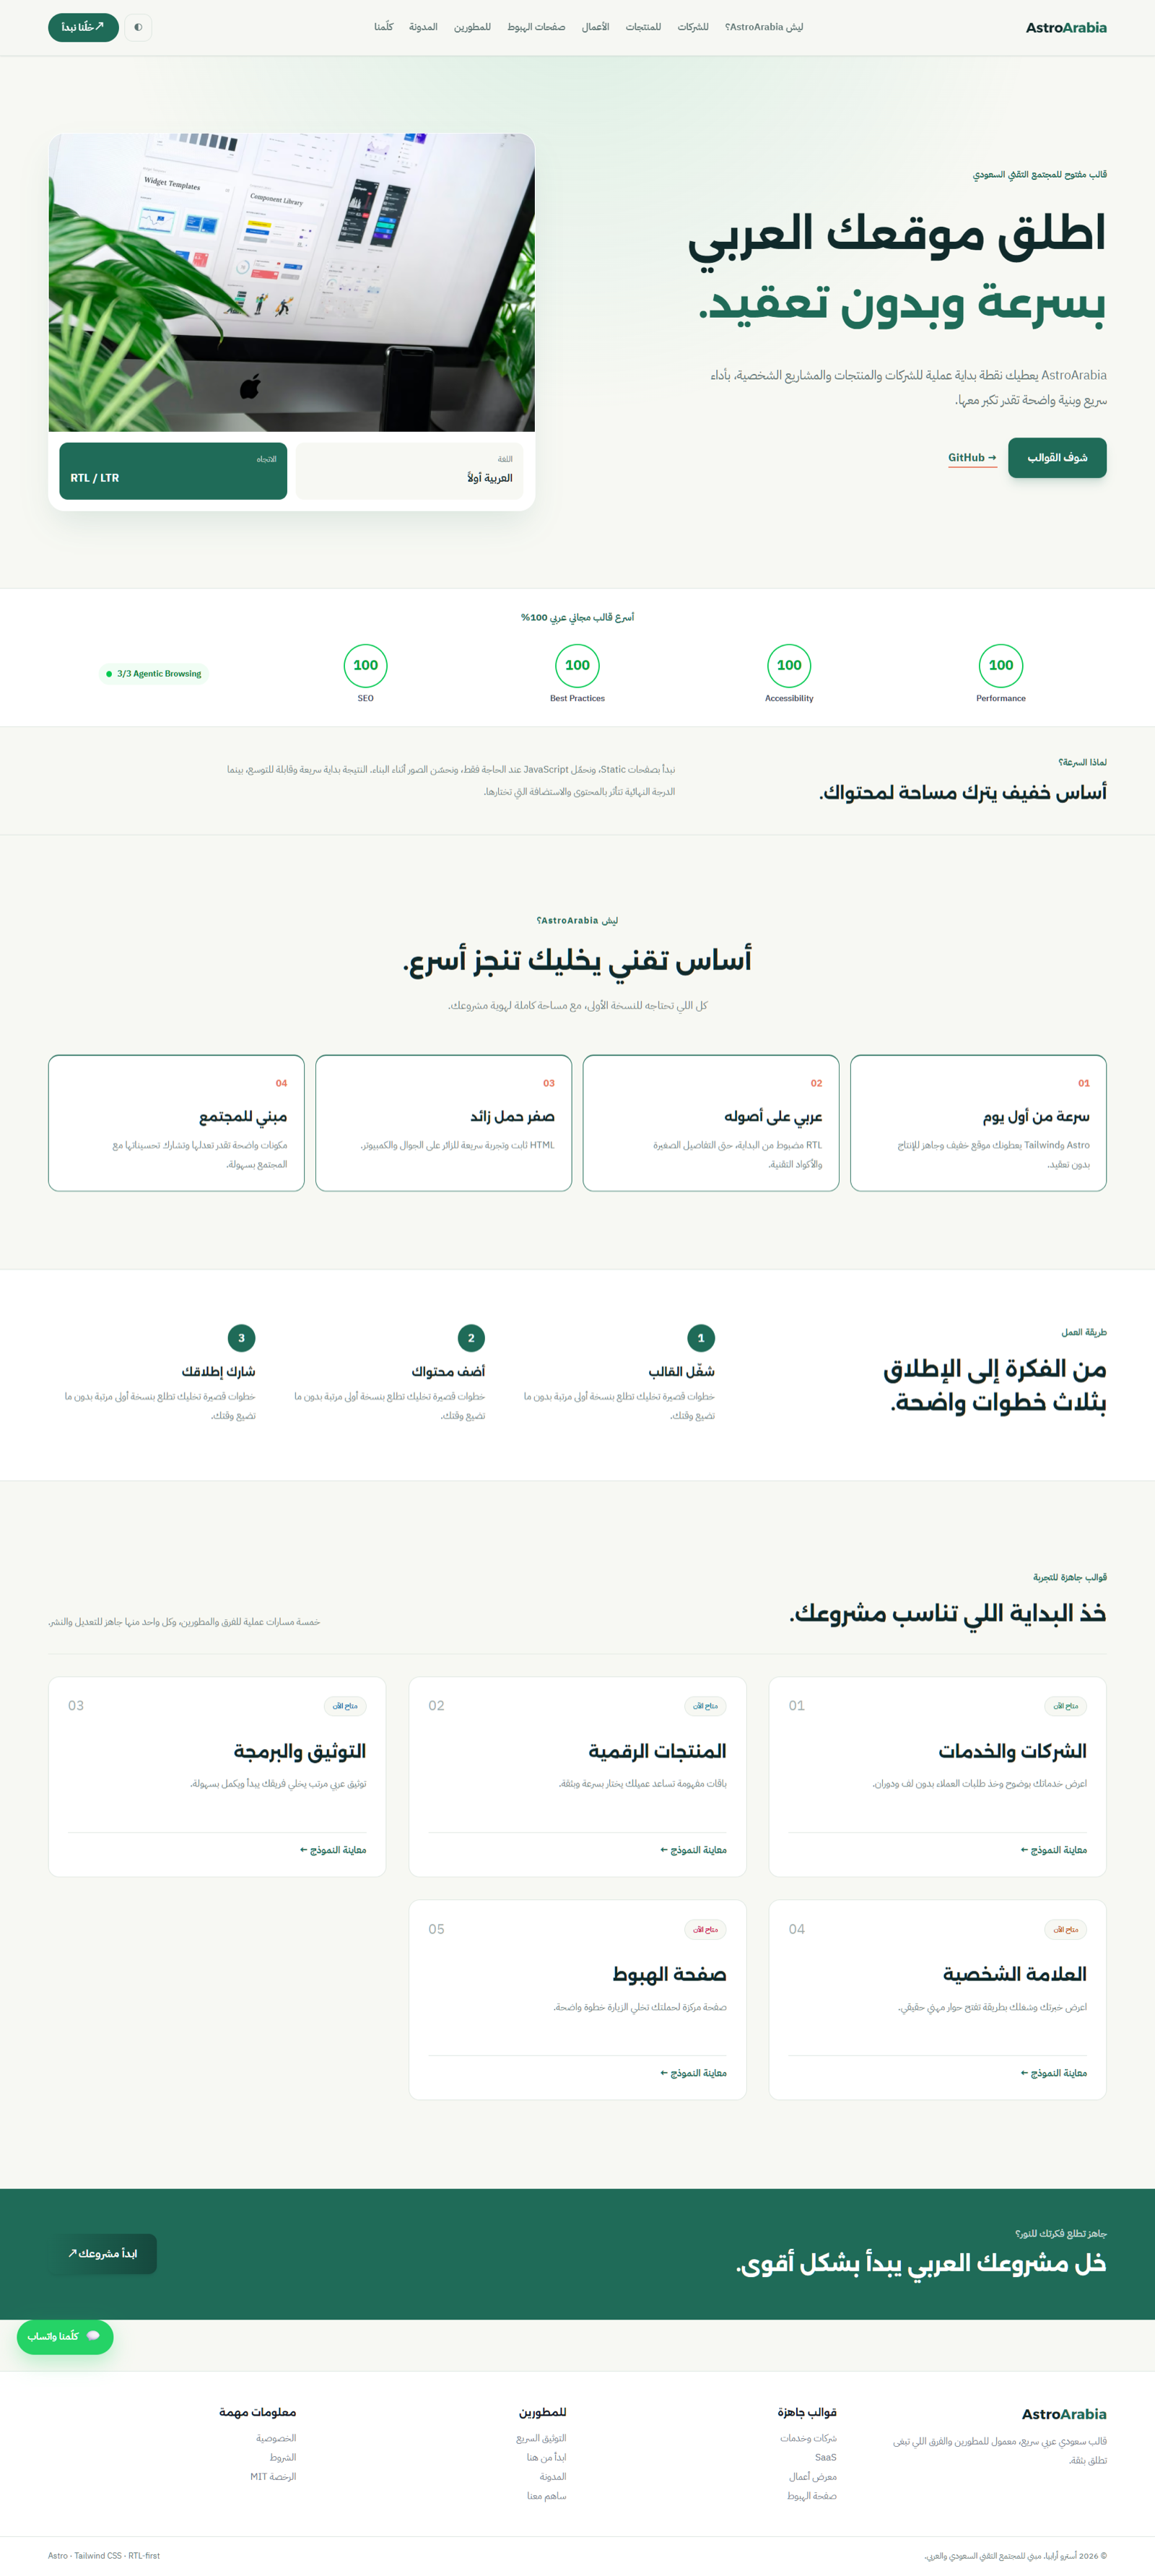 AstroArabia
ليش AstroArabia؟
للشركات
للمنتجات
الأعمال
صفحات الهبوط
للمطورين
المدونة
كلّمنا
خلّنا نبدأ ↗
قالب مفتوح للمجتمع التقني السعودي
اطلق موقعك العربي
بسرعة وبدون تعقيد.
AstroArabia يعطيك نقطة بداية عملية للشركات والمنتجات والمشاريع الشخصية، بأداء
سريع وبنية واضحة تقدر تكبر معها.
شوف القوالب
GitHub →
Widget Templates
Component Library
اللغة
العربية أولاً
الاتجاه
RTL / LTR
أسرع قالب مجاني عربي 100%
100
Performance
100
Accessibility
100
Best Practices
100
SEO
3/3 Agentic Browsing
لماذا السرعة؟
أساس خفيف يترك مساحة لمحتواك.
نبدأ بصفحات Static، ونحمّل JavaScript عند الحاجة فقط، ونحسّن الصور أثناء البناء. النتيجة بداية سريعة وقابلة للتوسع، بينما
الدرجة النهائية تتأثر بالمحتوى والاستضافة التي تختارها.
ليش AstroArabia؟
أساس تقني يخليك تنجز أسرع.
كل اللي تحتاجه للنسخة الأولى، مع مساحة كاملة لهوية مشروعك.
01
سرعة من أول يوم
Astro وTailwind يعطونك موقع خفيف وجاهز للإنتاج
بدون تعقيد.
02
عربي على أصوله
RTL مضبوط من البداية، حتى التفاصيل الصغيرة
والأكواد التقنية.
03
صفر حمل زائد
HTML ثابت وتجربة سريعة للزائر على الجوال والكمبيوتر.
04
مبني للمجتمع
مكونات واضحة تقدر تعدلها وتشارك تحسيناتها مع
المجتمع بسهولة.
طريقة العمل
من الفكرة إلى الإطلاق
بثلاث خطوات واضحة.
1
شغّل القالب
خطوات قصيرة تخليك تطلع بنسخة أولى مرتبة بدون ما
تضيع وقتك.
2
أضف محتواك
خطوات قصيرة تخليك تطلع بنسخة أولى مرتبة بدون ما
تضيع وقتك.
3
شارك إطلاقك
خطوات قصيرة تخليك تطلع بنسخة أولى مرتبة بدون ما
تضيع وقتك.
قوالب جاهزة للتجربة
خذ البداية اللي تناسب مشروعك.
خمسة مسارات عملية للفرق والمطورين، وكل واحد منها جاهز للتعديل والنشر.
متاح الآن
01
الشركات والخدمات
اعرض خدماتك بوضوح وخذ طلبات العملاء بدون لف ودوران.
معاينة النموذج ←
متاح الآن
02
المنتجات الرقمية
باقات مفهومة تساعد عميلك يختار بسرعة وبثقة.
معاينة النموذج ←
متاح الآن
03
التوثيق والبرمجة
توثيق عربي مرتب يخلي فريقك يبدأ ويكمل بسهولة.
معاينة النموذج ←
متاح الآن
04
العلامة الشخصية
اعرض خبرتك وشغلك بطريقة تفتح حوار مهني حقيقي.
معاينة النموذج ←
متاح الآن
05
صفحة الهبوط
صفحة مركزة لحملتك تخلي الزيارة خطوة واضحة.
معاينة النموذج ←
جاهز تطلع فكرتك للنور؟
خل مشروعك العربي يبدأ بشكل أقوى.
ابدأ مشروعك ↗
كلّمنا واتساب
AstroArabia
قالب سعودي عربي سريع، معمول للمطورين والفرق اللي تبغى
تطلق بثقة.
قوالب جاهزة
شركات وخدمات
SaaS
معرض أعمال
صفحة الهبوط
للمطورين
التوثيق السريع
ابدأ من هنا
المدونة
ساهم معنا
معلومات مهمة
الخصوصية
الشروط
الرخصة MIT
© 2026 أسترو أرابيا. مبني للمجتمع التقني السعودي والعربي.
Astro · Tailwind CSS · RTL-first